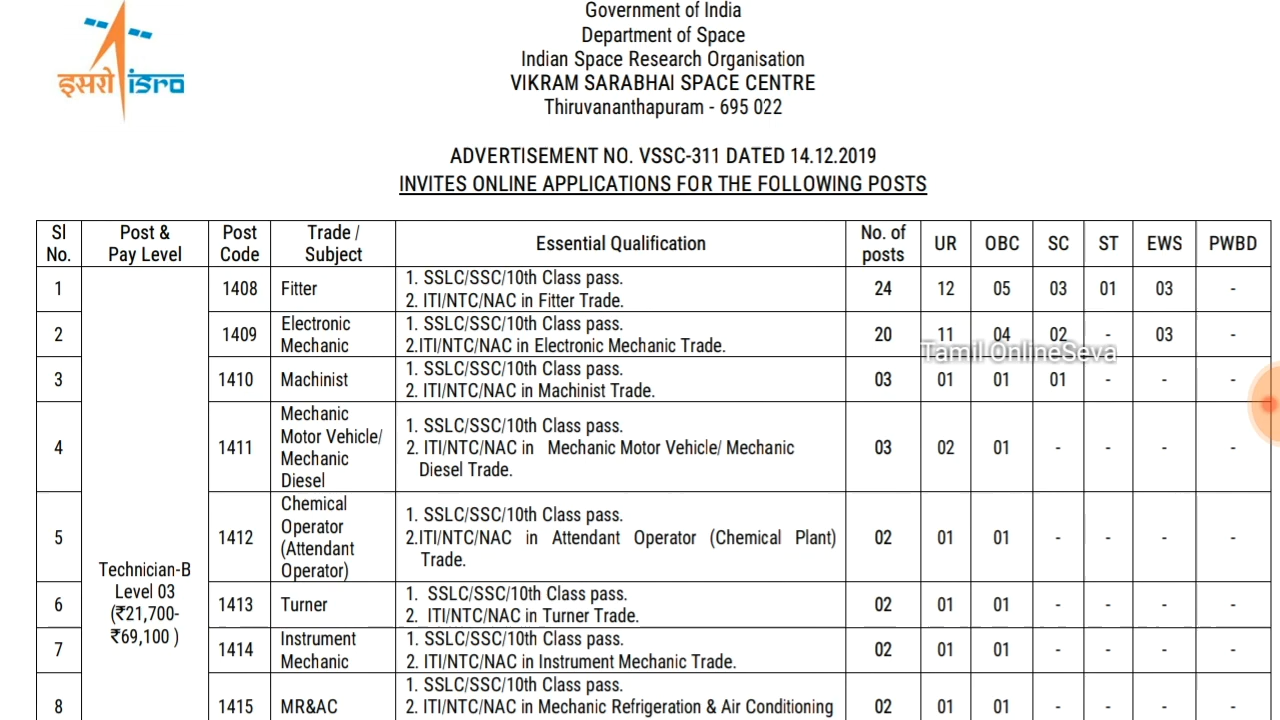 Government of India
Department of Space
Indian Space Research Organisation
VIKRAM SARABHAI SPACE CENTRE
Thiruvananthapuram - 695 022
इसरो isro
ADVERTISEMENT NO. VSSC-311 DATED 14.12.2019
INVITES ONLINE APPLICATIONS FOR THE FOLLOWING POSTS
Sl No. Post & Pay Level Post Code Trade / Subject Essential Qualification No. of posts UR OBC SC ST EWS PWBD
Technician-B
Level 03
(₹21,700-
₹69,100 )
1 1408 Fitter 1. SSLC/SSC/10th Class pass. 24 12 05 03 01 03 -
2. ITI/NTC/NAC in Fitter Trade.
2 1409 Electronic Mechanic 1. SSLC/SSC/10th Class pass. 20 11 04 02 - 03 -
2.ITI/NTC/NAC in Electronic Mechanic Trade.
Tamil OnlineSeva
3 1410 Machinist 1. SSLC/SSC/10th Class pass. 03 01 01 01 - - -
2. ITI/NTC/NAC in Machinist Trade.
4 1411 Mechanic Motor Vehicle/ Mechanic Diesel 1. SSLC/SSC/10th Class pass. 03 02 01 - - - -
2. ITI/NTC/NAC in Mechanic Motor Vehicle/ Mechanic
Diesel Trade.
5 1412 Chemical Operator (Attendant Operator) 1. SSLC/SSC/10th Class pass. 02 01 01 - - - -
2.ITI/NTC/NAC in Attendant Operator (Chemical Plant)
Trade.
6 1413 Turner 1. SSLC/SSC/10th Class pass. 02 01 01 - - - -
2. ITI/NTC/NAC in Turner Trade.
7 1414 Instrument Mechanic 1. SSLC/SSC/10th Class pass. 02 01 01 - - - -
2. ITI/NTC/NAC in Instrument Mechanic Trade.
8 1415 MR&AC 1. SSLC/SSC/10th Class pass. 02 01 01 - - - -
2. ITI/NTC/NAC in Mechanic Refrigeration & Air Conditioning